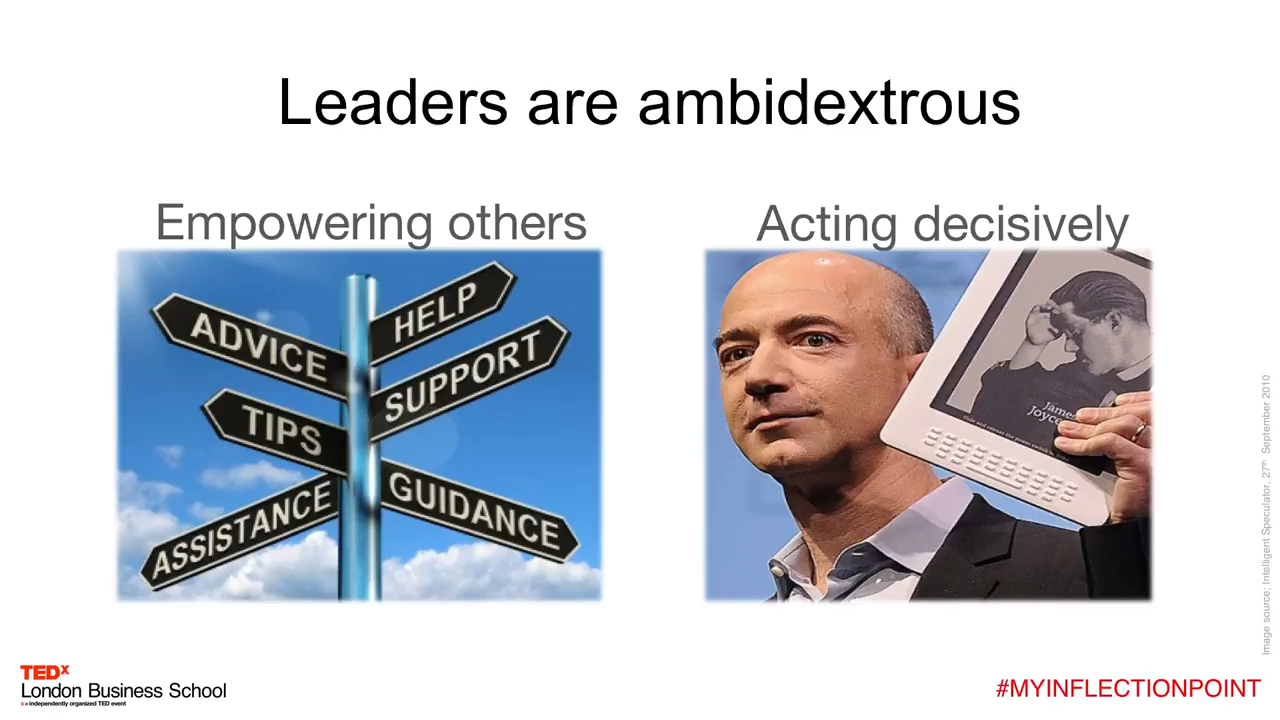 Leaders are ambidextrous
Empowering others
Acting decisively
HELP
ADVICE
SUPPORT
TIPS
GUIDANCE
ASSISTANCE
James
Joyce
Image source: Intelligent Speculator, 27th September 2010
TEDx
London Business School
x = independently organized TED event
#MYINFLECTIONPOINT